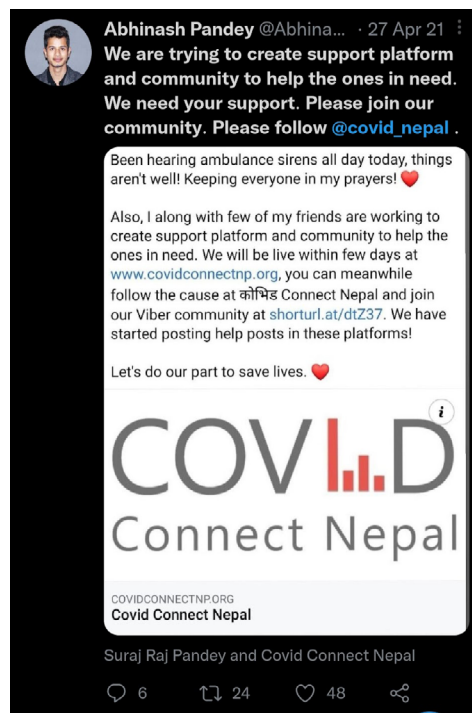 Abhinash Pandey @Abhina... · 27 Apr 21
We are trying to create support platform
and community to help the ones in need.
We need your support. Please join our
community. Please follow @covid_nepal .
Been hearing ambulance sirens all day today, things
aren't well! Keeping everyone in my prayers! ❤️
Also, I along with few of my friends are working to
create support platform and community to help the
ones in need. We will be live within few days at
www.covidconnectnp.org, you can meanwhile
follow the cause at कोभिड Connect Nepal and join
our Viber community at shorturl.at/dtZ37. We have
started posting help posts in these platforms!
Let's do our part to save lives. ❤️
i
COVID
Connect Nepal
COVIDCONNECTNP.ORG
Covid Connect Nepal
Suraj Raj Pandey and Covid Connect Nepal
6 24 48